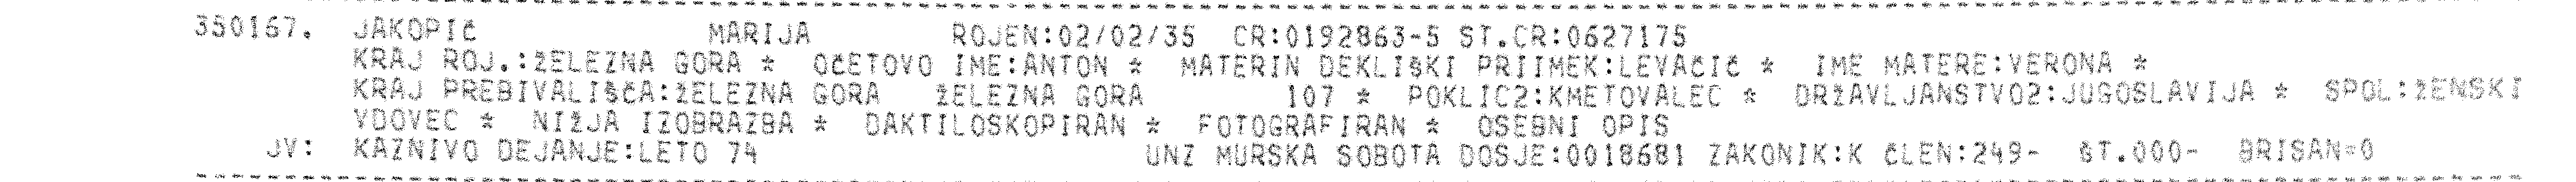 350167. JAKOPIČ MARIJA ROJEN:02/02/35 CR:0192863-5 ST.CR:0627175
KRAJ ROJ.:ŽELEZNA GORA * OČETOVO IME:ANTON * MATERIN DEKLIŠKI PRIIMEK:LEVAČIČ * IME MATERE:VERONA *
KRAJ PREBIVALIŠČA:ŽELEZNA GORA ŽELEZNA GORA 107 * POKLIC2:KMETOVALEC * DRŽAVLJANSTVO2:JUGOSLAVIJA * SPOL:ŽENSKI
VDOVEC * NIŽJA IZOBRAZBA * DAKTILOSKOPIRAN * FOTOGRAFIRAN * OSEBNI OPIS
JV: KAZNIVO DEJANJE:LETO 74 UNZ MURSKA SOBOTA DOSJE:0018681 ZAKONIK:K ČLEN:249- ŠT.000- BRISAN=0